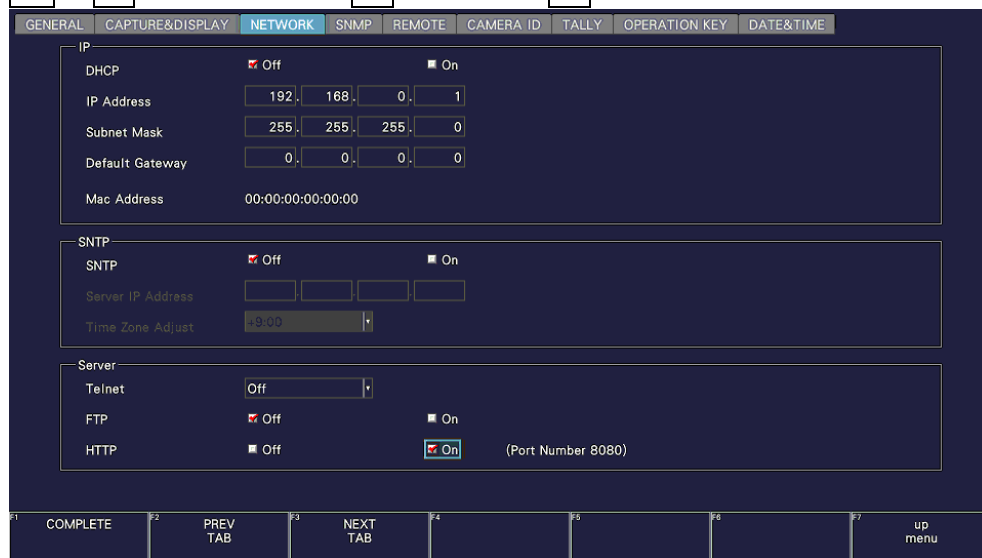 GENERAL CAPTURE&DISPLAY NETWORK SNMP REMOTE CAMERA ID TALLY OPERATION KEY DATE&TIME
IP
DHCP Off On
IP Address 192. 168. 0. 1
Subnet Mask 255. 255. 255. 0
Default Gateway 0. 0. 0. 0
Mac Address 00:00:00:00:00:00
SNTP
SNTP Off On
Server IP Address . . .
Time Zone Adjust +9:00
Server
Telnet Off
FTP Off On
HTTP Off On (Port Number 8080)
F1 COMPLETE F2 PREV TAB F3 NEXT TAB F4 F5 F6 F7 up menu